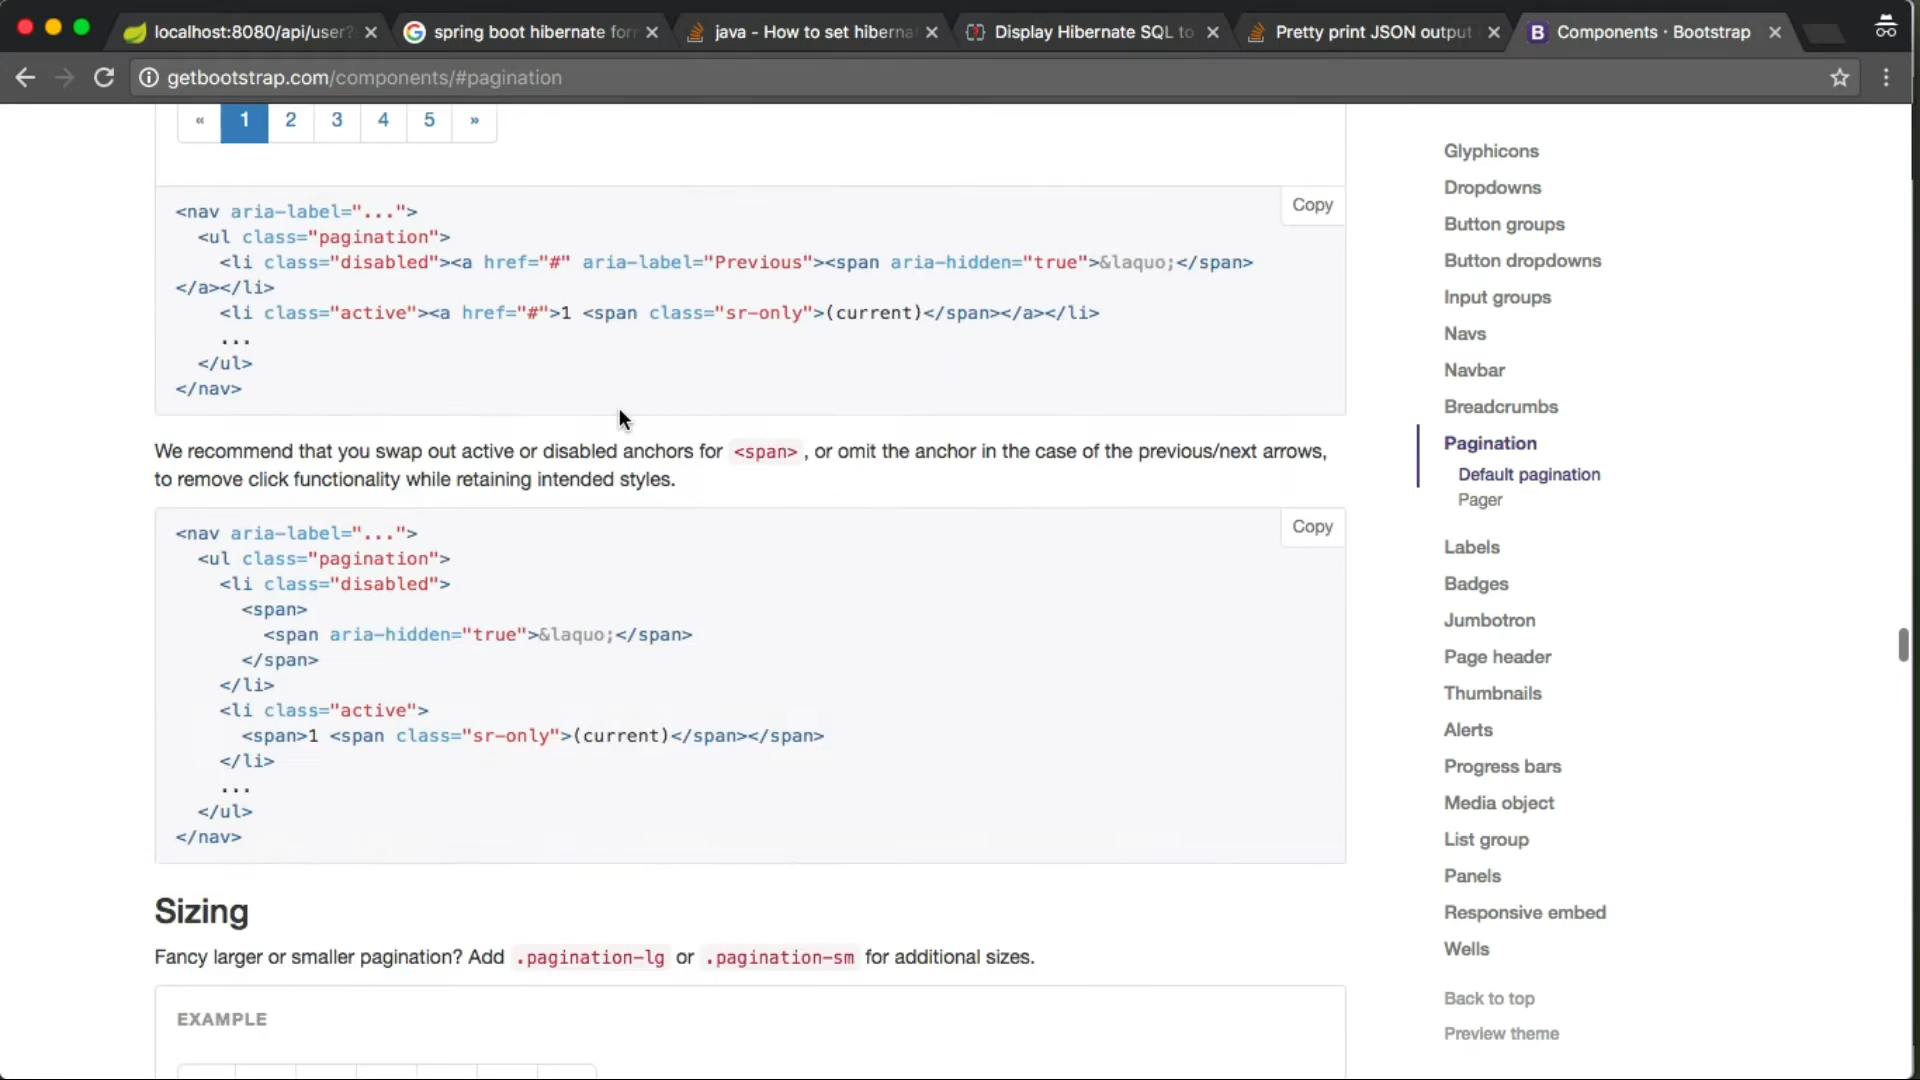 localhost:8080/api/user?
spring boot hibernate for
java - How to set hiberna
Display Hibernate SQL to
Pretty print JSON output
Components · Bootstrap
getbootstrap.com/components/#pagination
« 1 2 3 4 5 »
Copy
<nav aria-label="...">
<ul class="pagination">
<li class="disabled"><a href="#" aria-label="Previous"><span aria-hidden="true">&laquo;</span>
</a></li>
<li class="active"><a href="#">1 <span class="sr-only">(current)</span></a></li>
...
</ul>
</nav>
We recommend that you swap out active or disabled anchors for <span> , or omit the anchor in the case of the previous/next arrows,
to remove click functionality while retaining intended styles.
Copy
<nav aria-label="...">
<ul class="pagination">
<li class="disabled">
<span>
<span aria-hidden="true">&laquo;</span>
</span>
</li>
<li class="active">
<span>1 <span class="sr-only">(current)</span></span>
</li>
...
</ul>
</nav>
Sizing
Fancy larger or smaller pagination? Add .pagination-lg or .pagination-sm for additional sizes.
EXAMPLE
Glyphicons
Dropdowns
Button groups
Button dropdowns
Input groups
Navs
Navbar
Breadcrumbs
Pagination
Default pagination
Pager
Labels
Badges
Jumbotron
Page header
Thumbnails
Alerts
Progress bars
Media object
List group
Panels
Responsive embed
Wells
Back to top
Preview theme